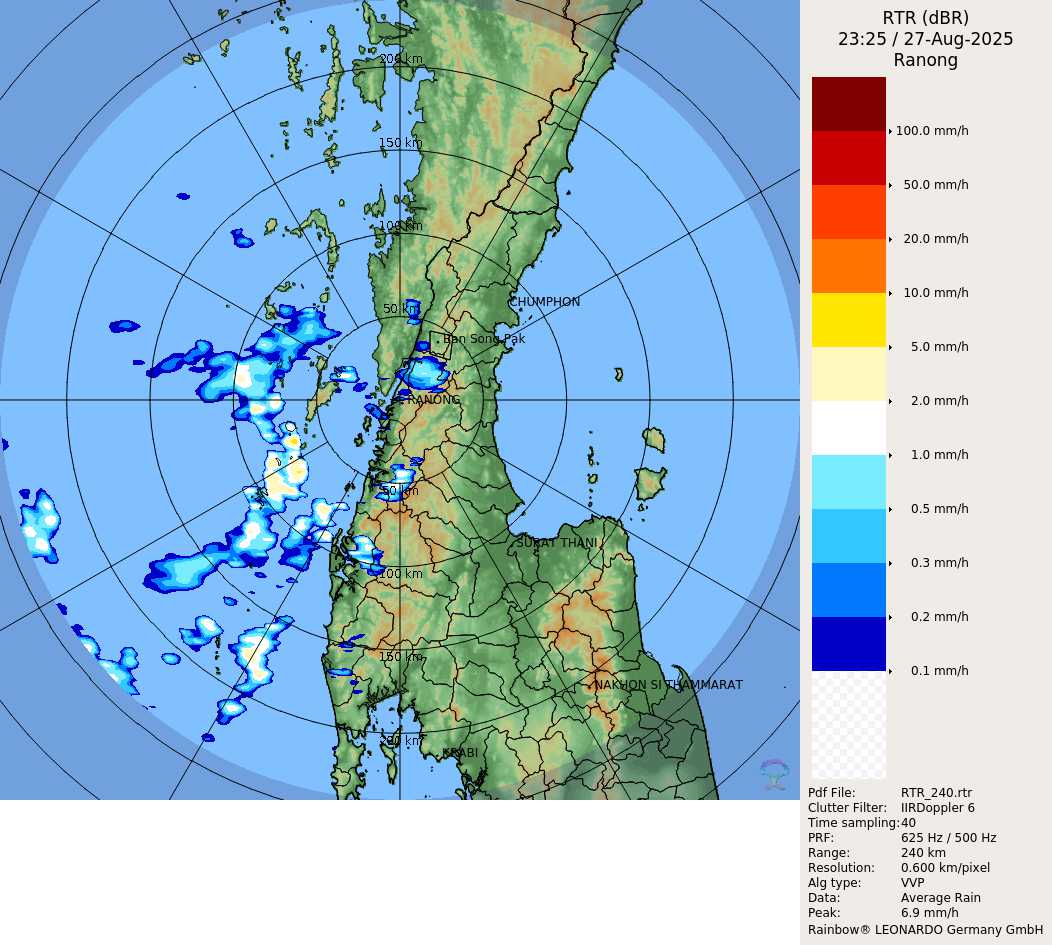 RTR (dBR)
23:25 / 27-Aug-2025
Ranong
200 km
150 km
100 km
50 km
CHUMPHON
Ban Song Pak
RANONG
50 km
SURAT THANI
100 km
150 km
NAKHON SI THAMMARAT
200 km
KRABI
100.0 mm/h
50.0 mm/h
20.0 mm/h
10.0 mm/h
5.0 mm/h
2.0 mm/h
1.0 mm/h
0.5 mm/h
0.3 mm/h
0.2 mm/h
0.1 mm/h
Pdf File: RTR_240.rtr
Clutter Filter: IIRDoppler 6
Time sampling: 40
PRF: 625 Hz / 500 Hz
Range: 240 km
Resolution: 0.600 km/pixel
Alg type: VVP
Data: Average Rain
Peak: 6.9 mm/h
Rainbow® LEONARDO Germany GmbH